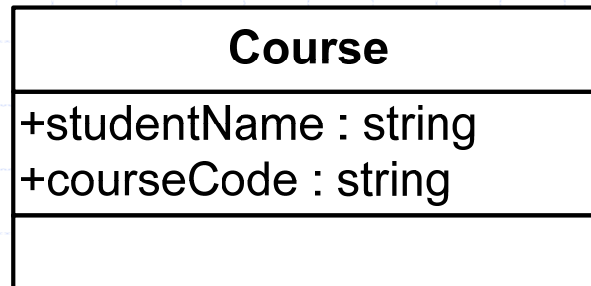 Course
+studentName : string
+courseCode : string